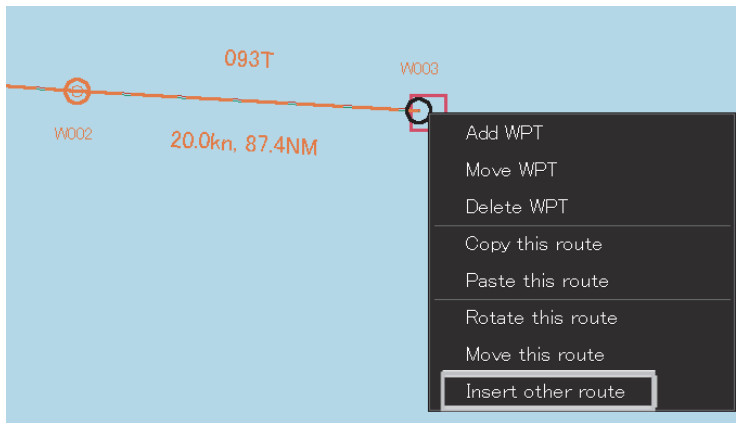 093T
W003
W002
20.0kn, 87.4NM
Add WPT
Move WPT
Delete WPT
Copy this route
Paste this route
Rotate this route
Move this route
Insert other route